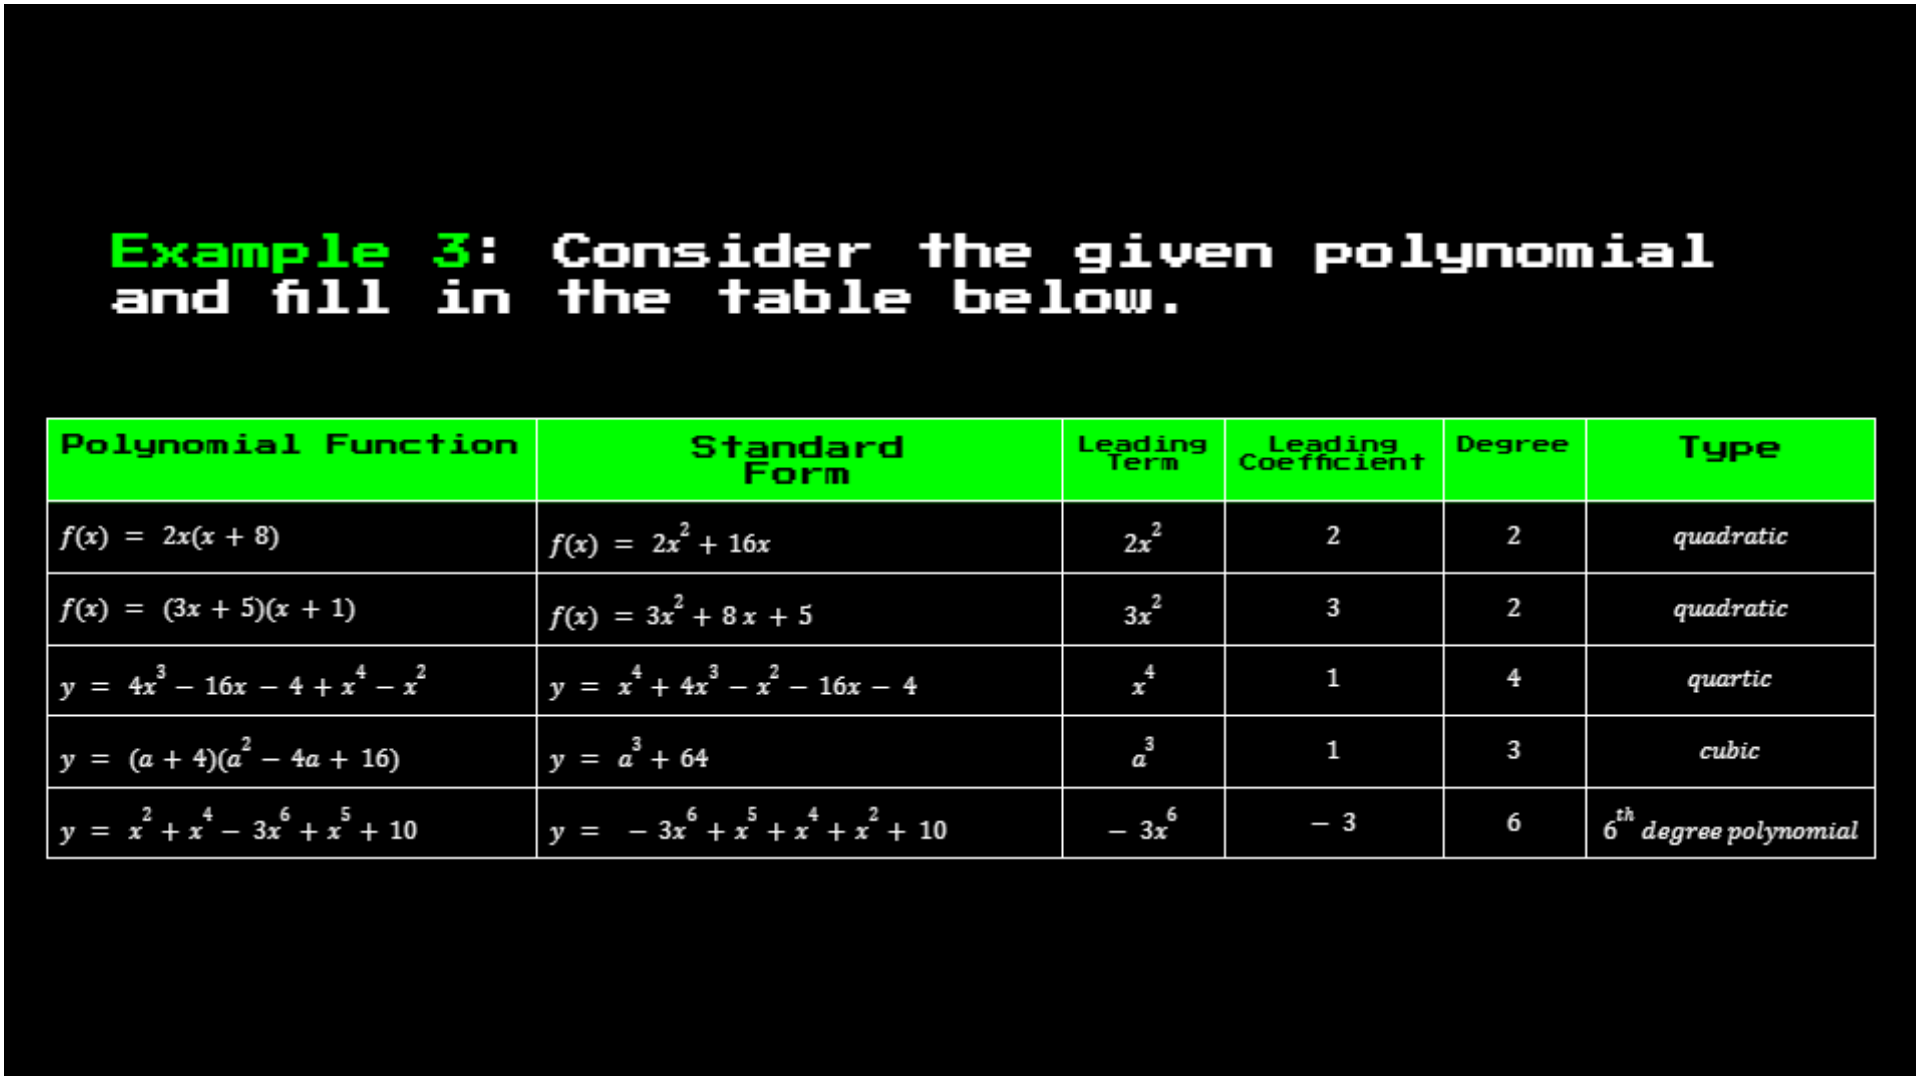 Example 3: Consider the given polynomial
and fill in the table below.
Polynomial Function | Standard Form | Leading Term | Leading Coefficient | Degree | Type
f(x) = 2x(x + 8) | f(x) = 2x² + 16x | 2x² | 2 | 2 | quadratic
f(x) = (3x + 5)(x + 1) | f(x) = 3x² + 8x + 5 | 3x² | 3 | 2 | quadratic
y = 4x³ − 16x − 4 + x⁴ − x² | y = x⁴ + 4x³ − x² − 16x − 4 | x⁴ | 1 | 4 | quartic
y = (a + 4)(a² − 4a + 16) | y = a³ + 64 | a³ | 1 | 3 | cubic
y = x² + x⁴ − 3x⁶ + x⁵ + 10 | y = − 3x⁶ + x⁵ + x⁴ + x² + 10 | − 3x⁶ | − 3 | 6 | 6ᵗʰ degree polynomial